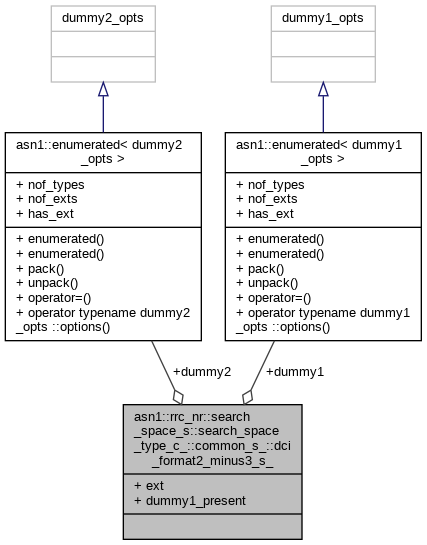 dummy2_opts
dummy1_opts
asn1::enumerated< dummy2
_opts >
+ nof_types
+ nof_exts
+ has_ext
+ enumerated()
+ enumerated()
+ pack()
+ unpack()
+ operator=()
+ operator typename dummy2
_opts ::options()
asn1::enumerated< dummy1
_opts >
+ nof_types
+ nof_exts
+ has_ext
+ enumerated()
+ enumerated()
+ pack()
+ unpack()
+ operator=()
+ operator typename dummy1
_opts ::options()
+dummy2
+dummy1
asn1::rrc_nr::search
_space_s::search_space
_type_c_::common_s_::dci
_format2_minus3_s_
+ ext
+ dummy1_present